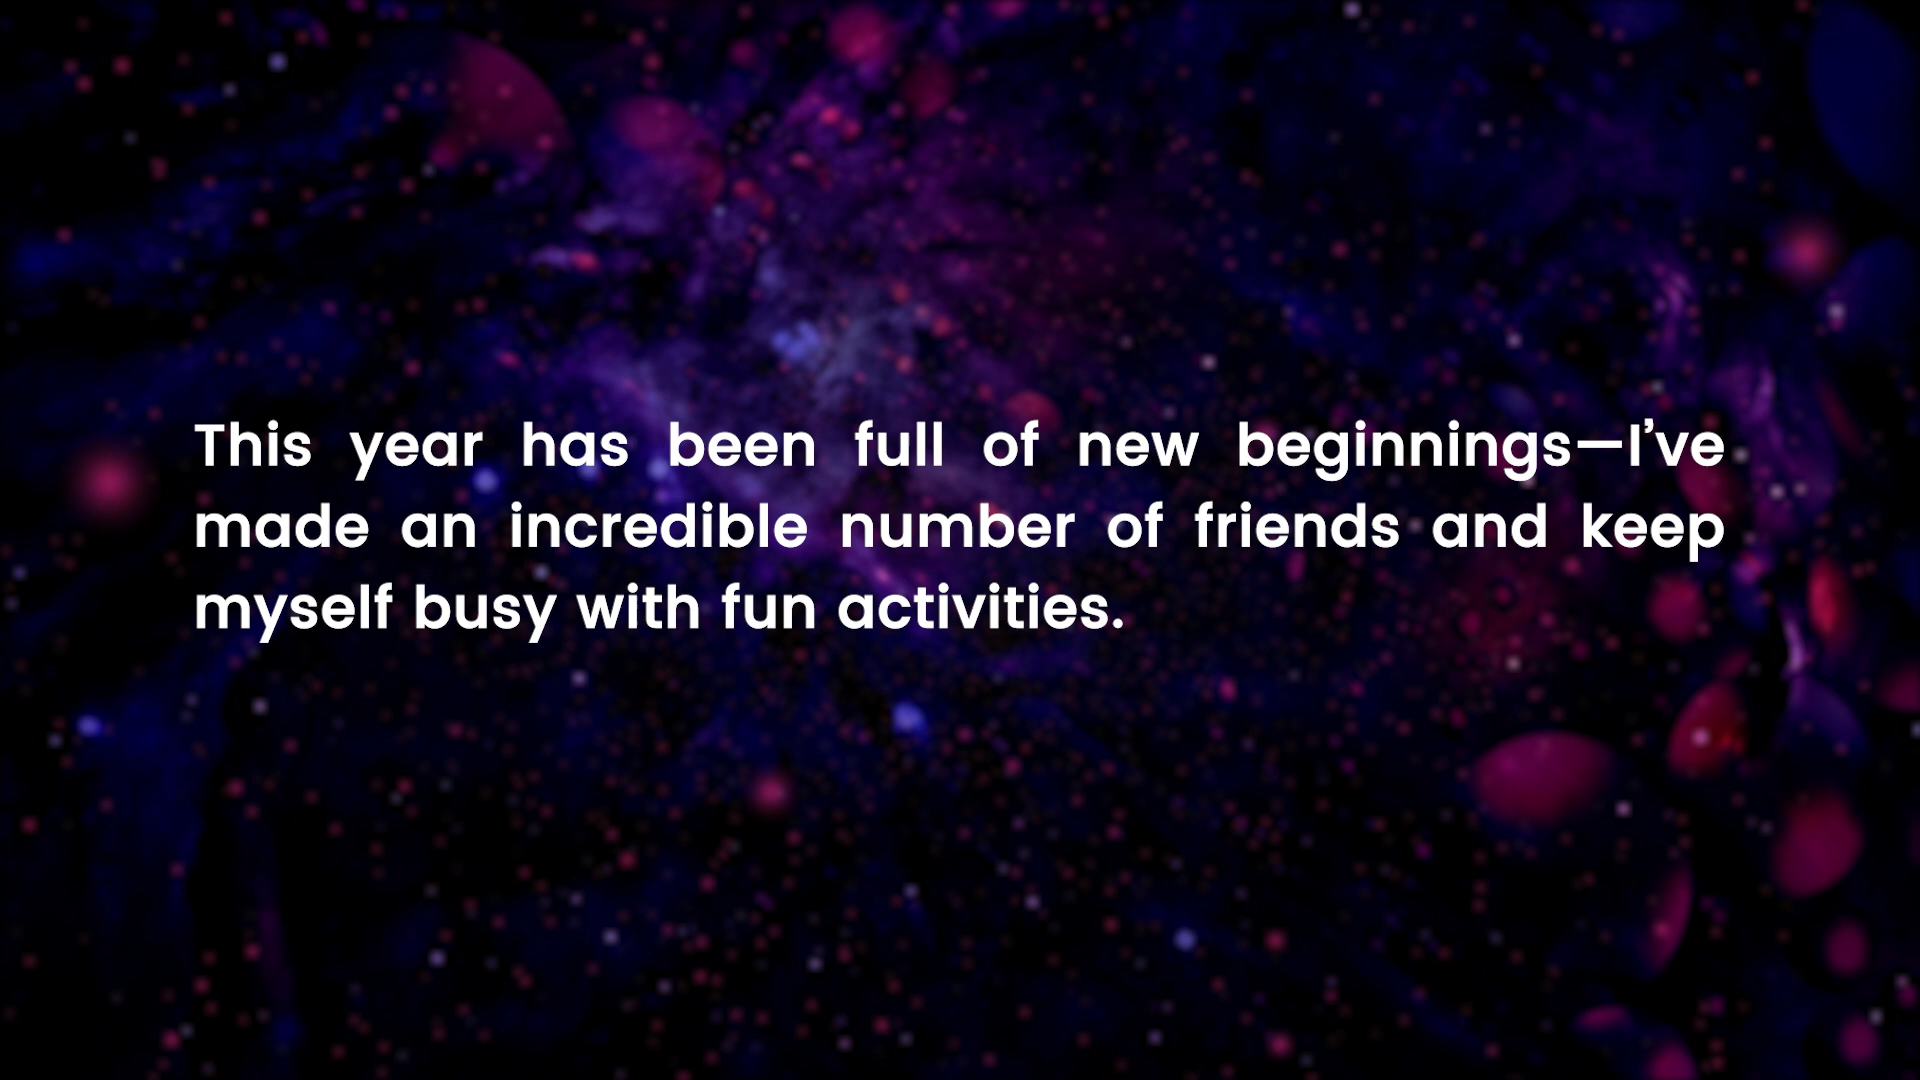 This year has been full of new beginnings—I’ve
made an incredible number of friends and keep
myself busy with fun activities.